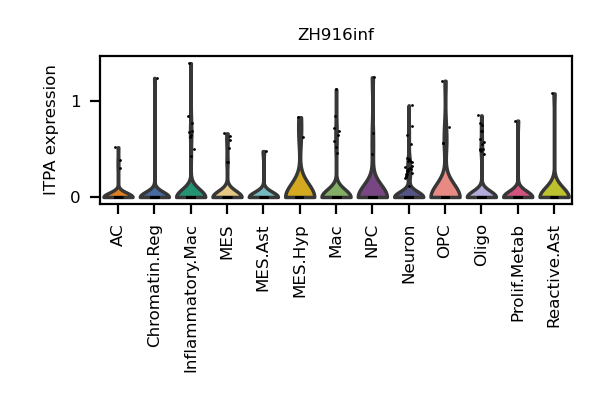 ZH916inf
ITPA expression
1
0
AC
Chromatin.Reg
Inflammatory.Mac
MES
MES.Ast
MES.Hyp
Mac
NPC
Neuron
OPC
Oligo
Prolif.Metab
Reactive.Ast